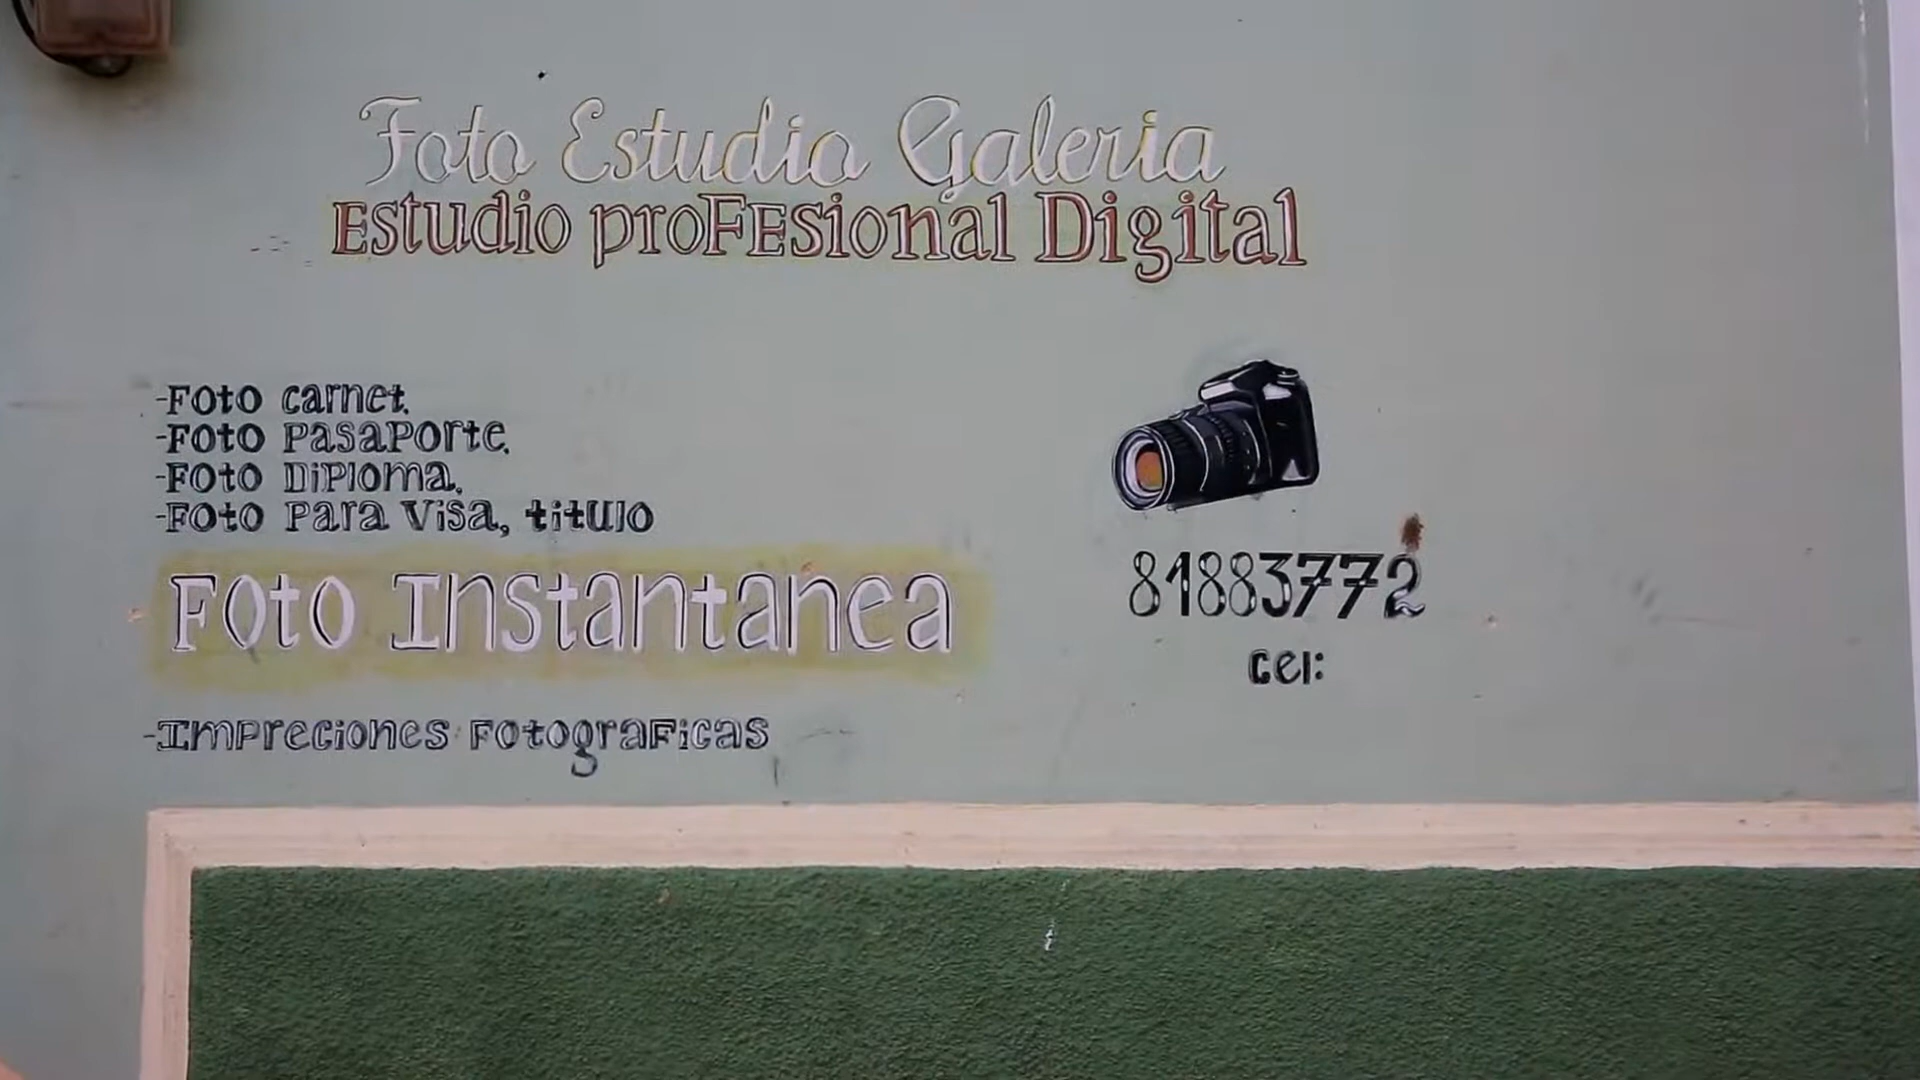 Foto Estudio Galeria
Estudio proFEsional Digital
-Foto carnet.
-Foto Pasaporte.
-Foto Diploma.
-Foto Para Visa, titulo
Foto Instantanea
81883772
cel:
-Impreciones Fotograficas